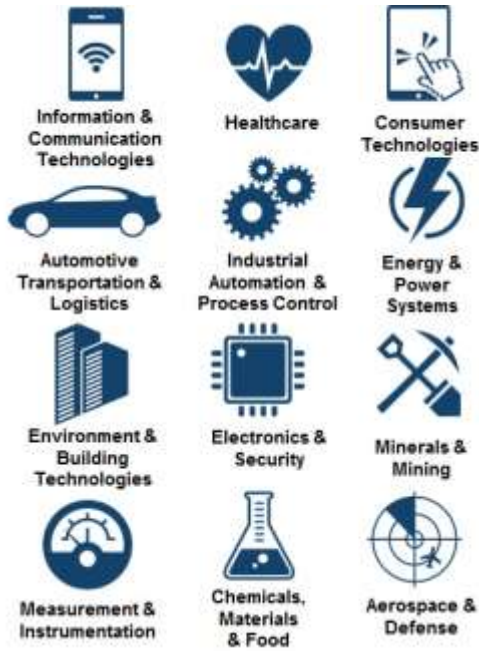 Information &
Communication
Technologies
Healthcare
Consumer
Technologies
Automotive
Transportation &
Logistics
Industrial
Automation &
Process Control
Energy &
Power
Systems
Environment &
Building
Technologies
Electronics &
Security
Minerals &
Mining
Measurement &
Instrumentation
Chemicals,
Materials
& Food
Aerospace &
Defense